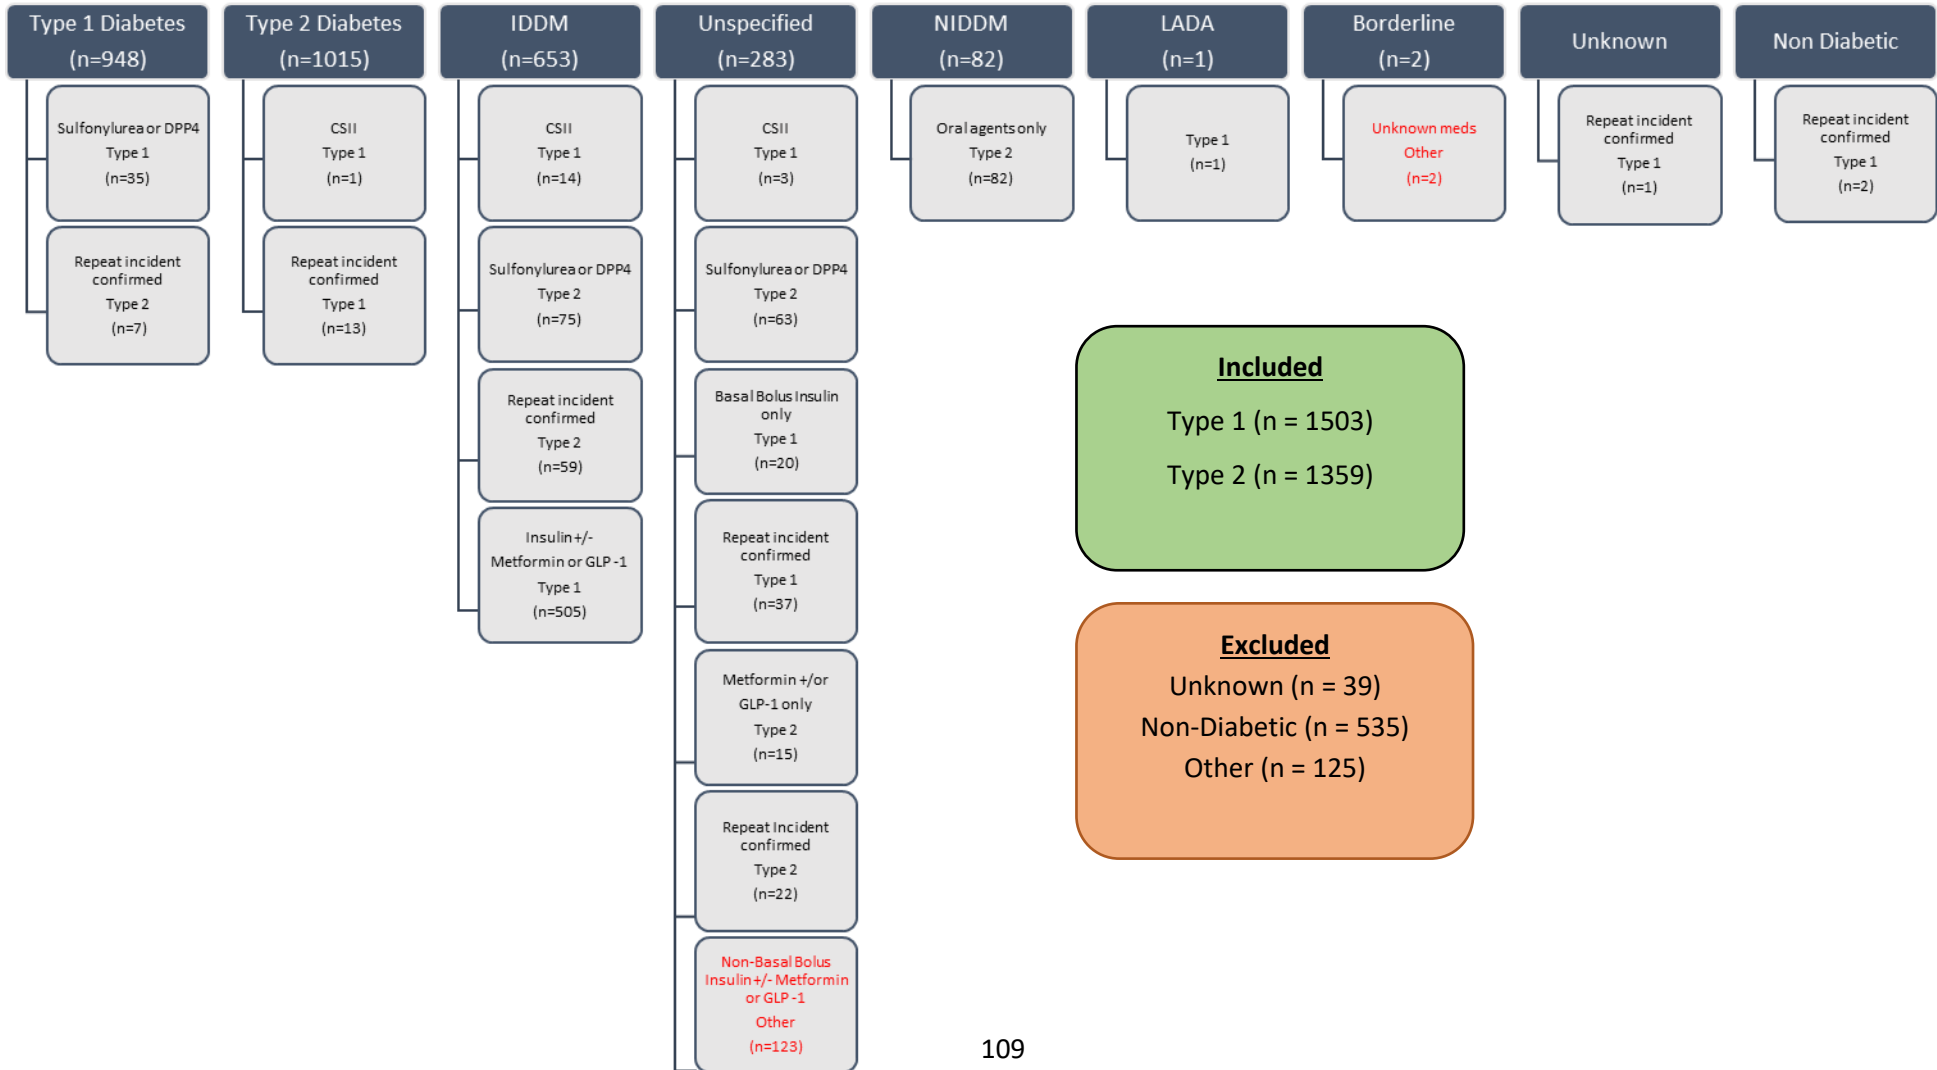 Type 1 Diabetes
(n=948)
Sulfonylurea or DPP4
Type 1
(n=35)
Repeat incident
confirmed
Type 2
(n=7)
Type 2 Diabetes
(n=1015)
CSII
Type 1
(n=1)
Repeat incident
confirmed
Type 1
(n=13)
IDDM
(n=653)
CSII
Type 1
(n=14)
Sulfonylurea or DPP4
Type 2
(n=75)
Repeat incident
confirmed
Type 2
(n=59)
Insulin +/-
Metformin or GLP -1
Type 1
(n=505)
Unspecified
(n=283)
CSII
Type 1
(n=3)
Sulfonylurea or DPP4
Type 2
(n=63)
Basal Bolus Insulin
only
Type 1
(n=20)
Repeat incident
confirmed
Type 1
(n=37)
Metformin +/or
GLP-1 only
Type 2
(n=15)
Repeat Incident
confirmed
Type 2
(n=22)
Non-Basal Bolus
Insulin +/- Metformin
or GLP -1
Other
(n=123)
NIDDM
(n=82)
Oral agents only
Type 2
(n=82)
LADA
(n=1)
Type 1
(n=1)
Borderline
(n=2)
Unknown meds
Other
(n=2)
Unknown
Repeat incident
confirmed
Type 1
(n=1)
Non Diabetic
Repeat incident
confirmed
Type 1
(n=2)
Included
Type 1 (n = 1503)
Type 2 (n = 1359)
Excluded
Unknown (n = 39)
Non-Diabetic (n = 535)
Other (n = 125)
109